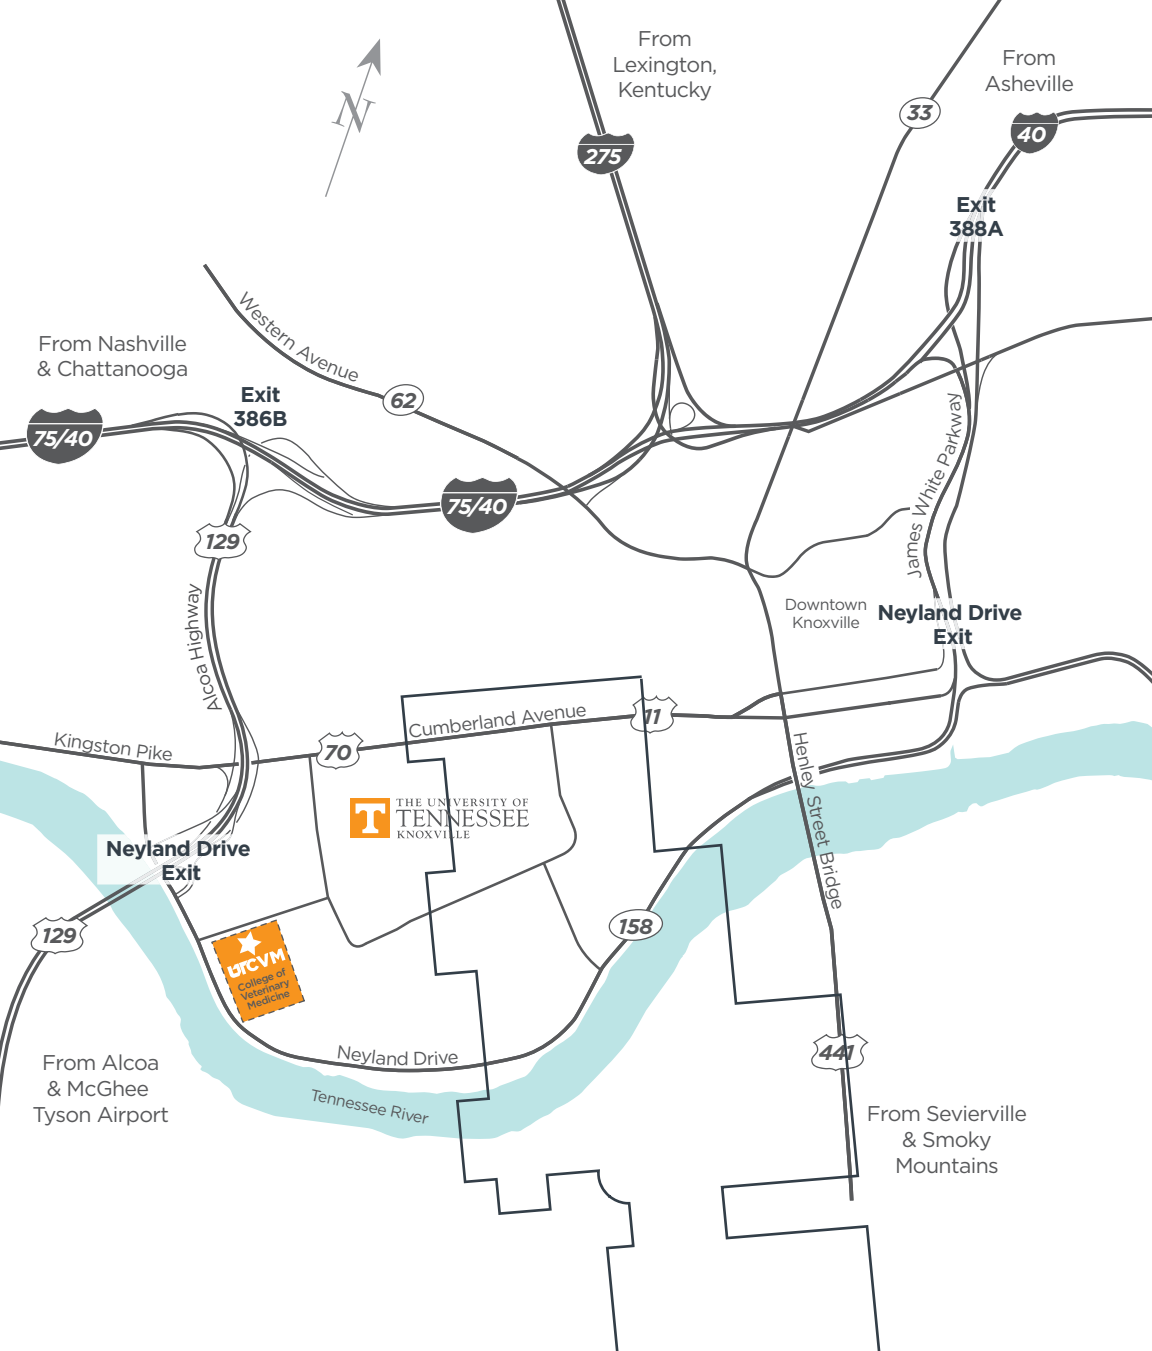 From
Lexington,
Kentucky
From
Asheville
N
33
40
275
Exit
388A
Western Avenue
From Nashville
& Chattanooga
Exit
386B
62
75/40
75/40
James White Parkway
129
Alcoa Highway
Downtown
Knoxville
Neyland Drive
Exit
Cumberland Avenue
11
Kingston Pike
70
Henley Street Bridge
THE UNIVERSITY OF
TENNESSEE
KNOXVILLE
T
Neyland Drive
Exit
129
158
UTCVM
College of
Veterinary
Medicine
Neyland Drive
441
From Alcoa
& McGhee
Tyson Airport
Tennessee River
From Sevierville
& Smoky
Mountains